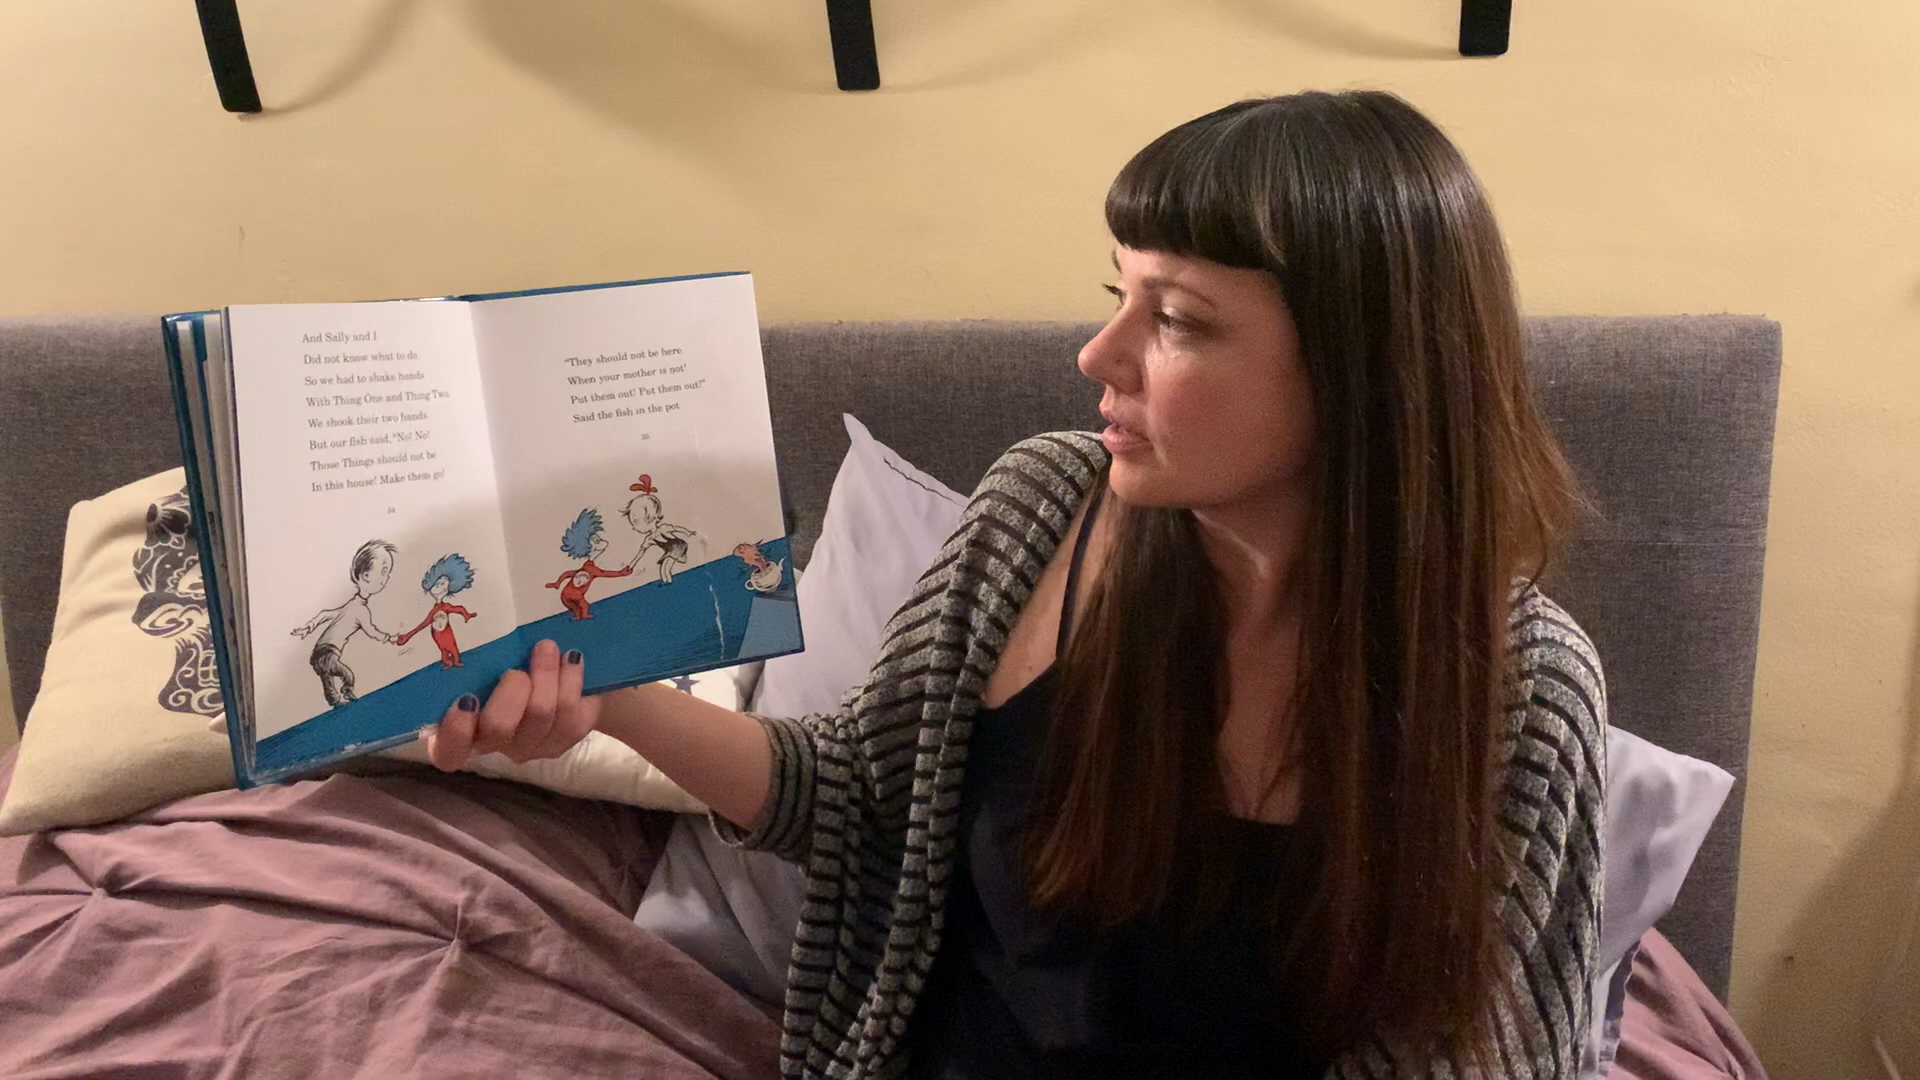 And Sally and I
Did not know what to do.
So we had to shake hands
With Thing One and Thing Two.
We shook their two hands.
But our fish said, "No! No!
Those Things should not be
In this house! Make them go!
34
"They should not be here
When your mother is not!
Put them out! Put them out!"
Said the fish in the pot.
35